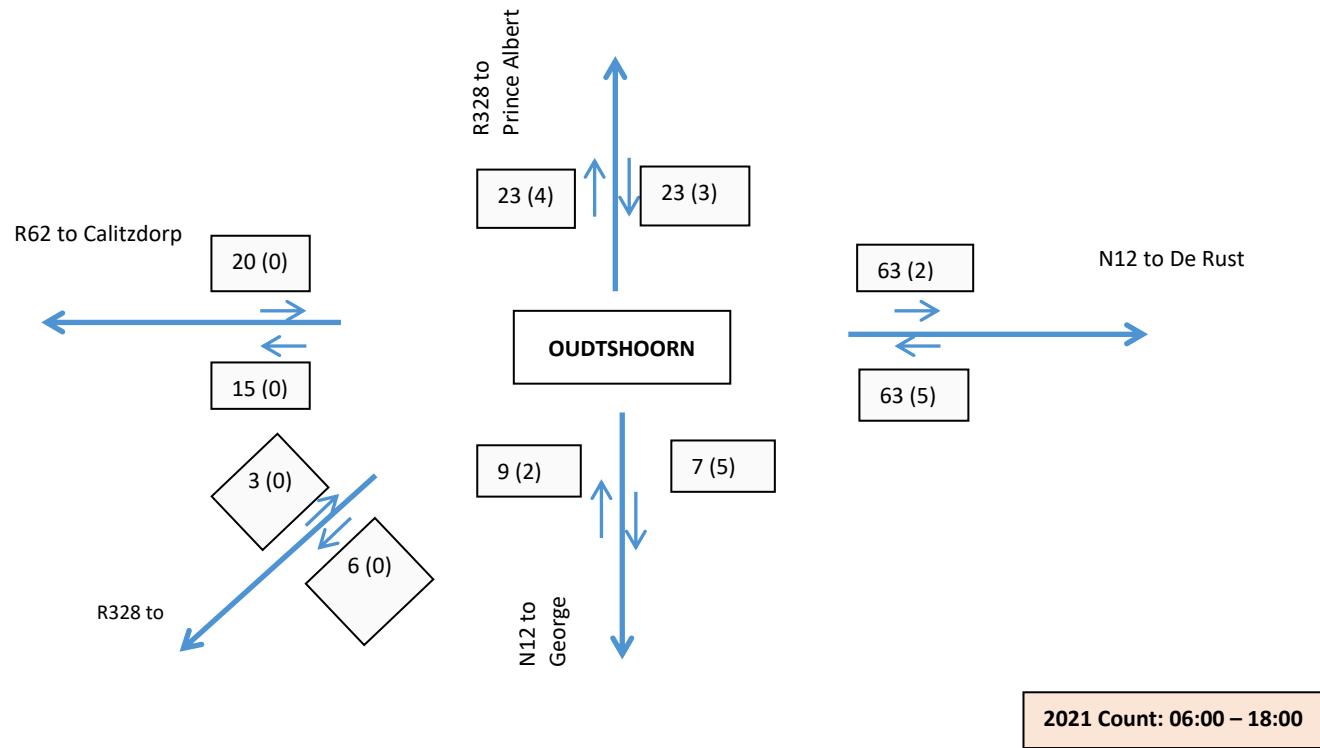 R328 to
Prince Albert
23 (4)
23 (3)
R62 to Calitzdorp
20 (0)
63 (2)
N12 to De Rust
OUDTSHOORN
15 (0)
63 (5)
3 (0)
9 (2)
7 (5)
6 (0)
R328 to
N12 to
George
2021 Count: 06:00 – 18:00